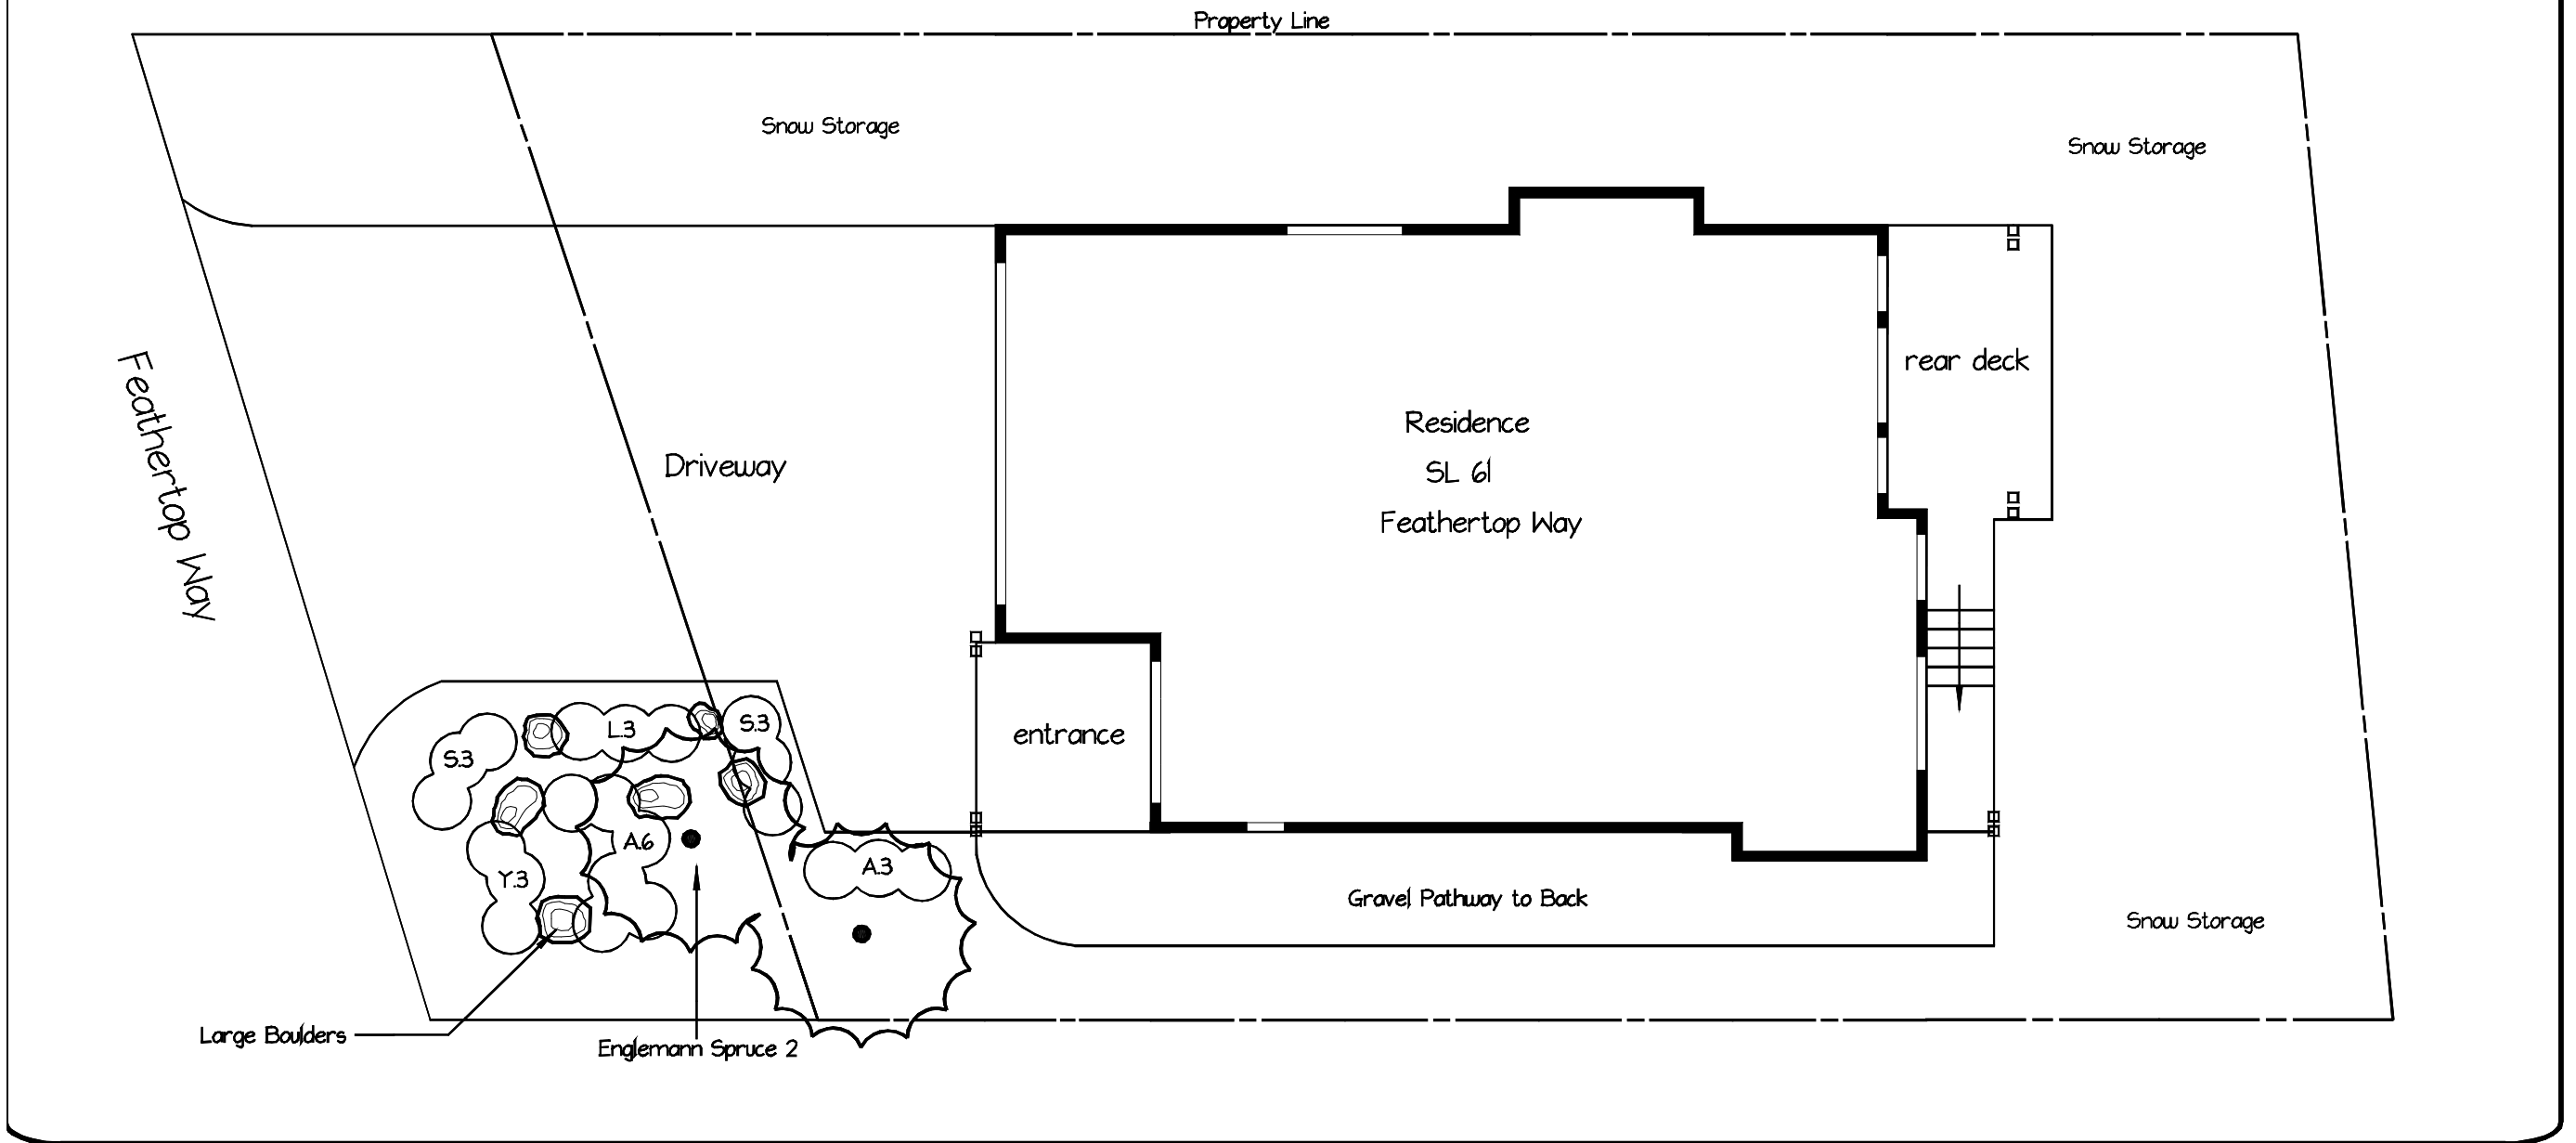 Property Line
Snow Storage
Snow Storage
Feathertop Way
Driveway
Residence
SL 61
Feathertop Way
rear deck
entrance
S.3
L.3
S.3
A.6
Y.3
A.3
Gravel Pathway to Back
Snow Storage
Large Boulders
Englemann Spruce 2